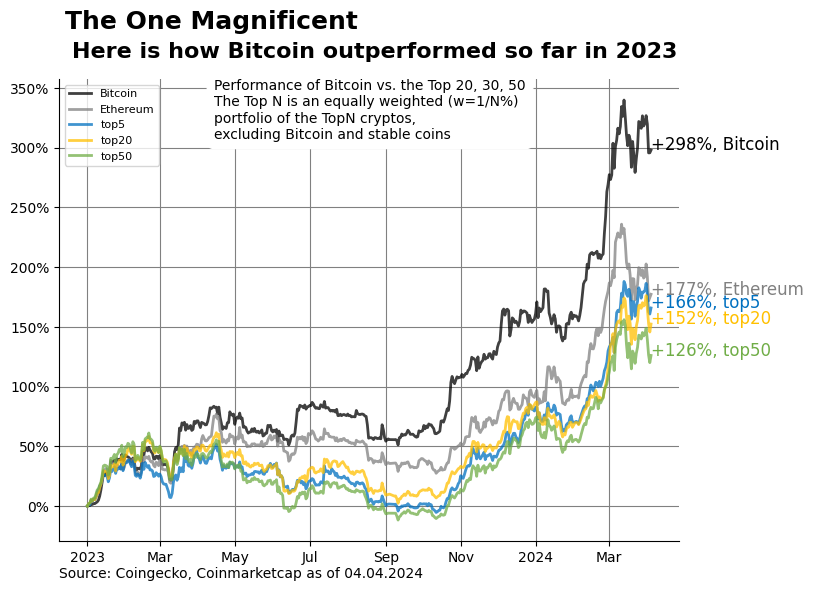 The One Magnificent
Here is how Bitcoin outperformed so far in 2023
350%
300%
250%
200%
150%
100%
50%
0%
Bitcoin
Ethereum
top5
top20
top50
Performance of Bitcoin vs. the Top 20, 30, 50
The Top N is an equally weighted (w=1/N%)
portfolio of the TopN cryptos,
excluding Bitcoin and stable coins
+298%, Bitcoin
+177%, Ethereum
+166%, top5
+152%, top20
+126%, top50
2023 Mar May Jul Sep Nov 2024 Mar
Source: Coingecko, Coinmarketcap as of 04.04.2024